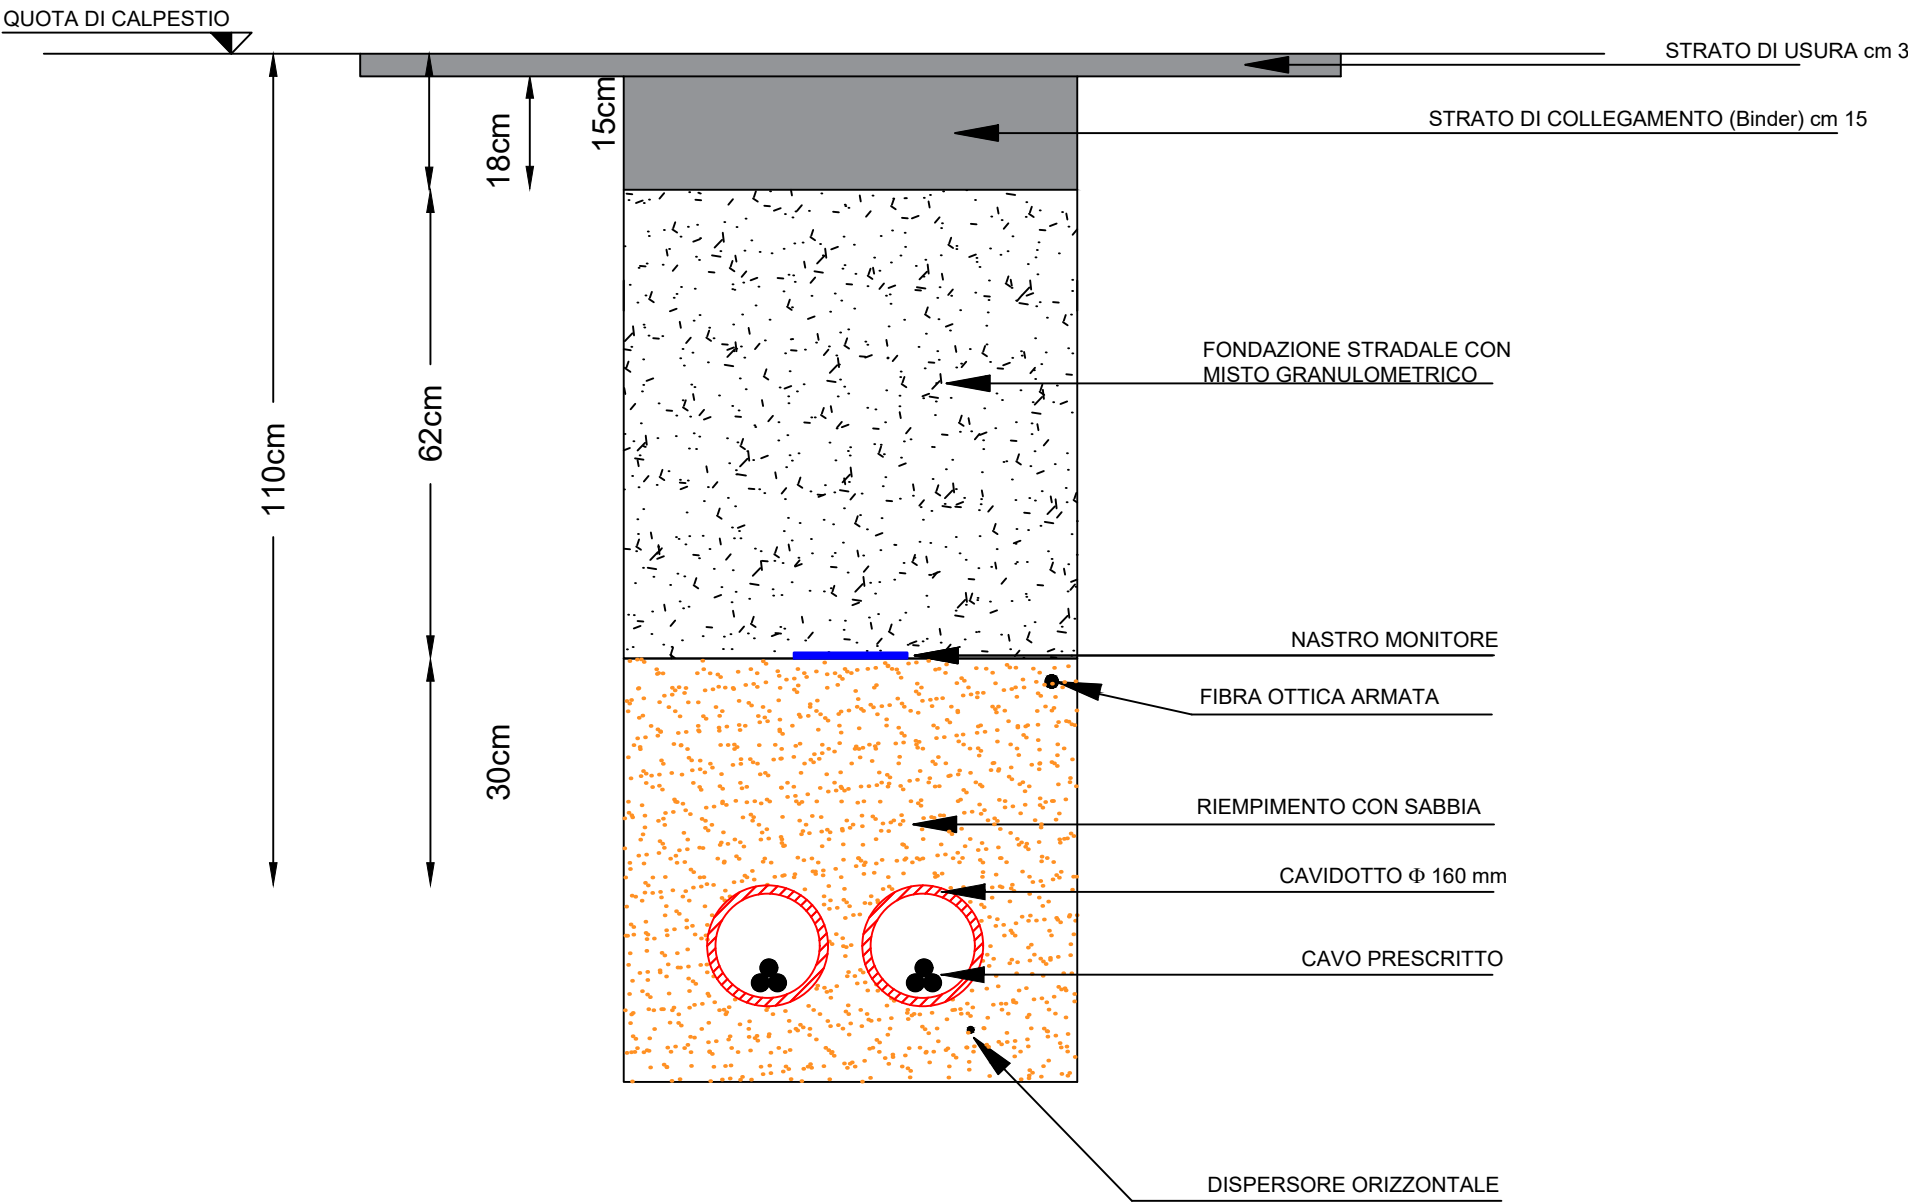 QUOTA DI CALPESTIO
STRATO DI USURA cm 3
STRATO DI COLLEGAMENTO (Binder) cm 15
15cm
18cm
FONDAZIONE STRADALE CON
MISTO GRANULOMETRICO
62cm
110cm
NASTRO MONITORE
FIBRA OTTICA ARMATA
30cm
RIEMPIMENTO CON SABBIA
CAVIDOTTO Φ 160 mm
CAVO PRESCRITTO
DISPERSORE ORIZZONTALE